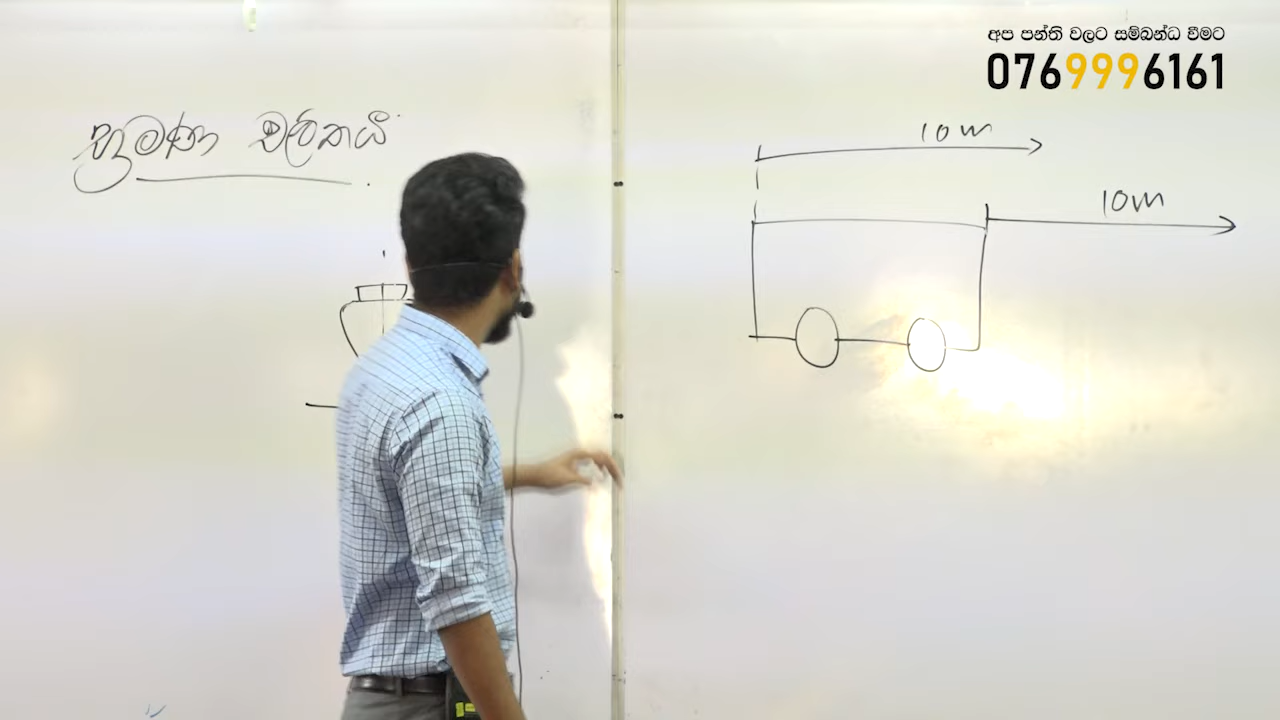 අප පන්ති වලට සම්බන්ධ වීමට
0769996161
භ්‍රමණ චලිතයී
10m
10m